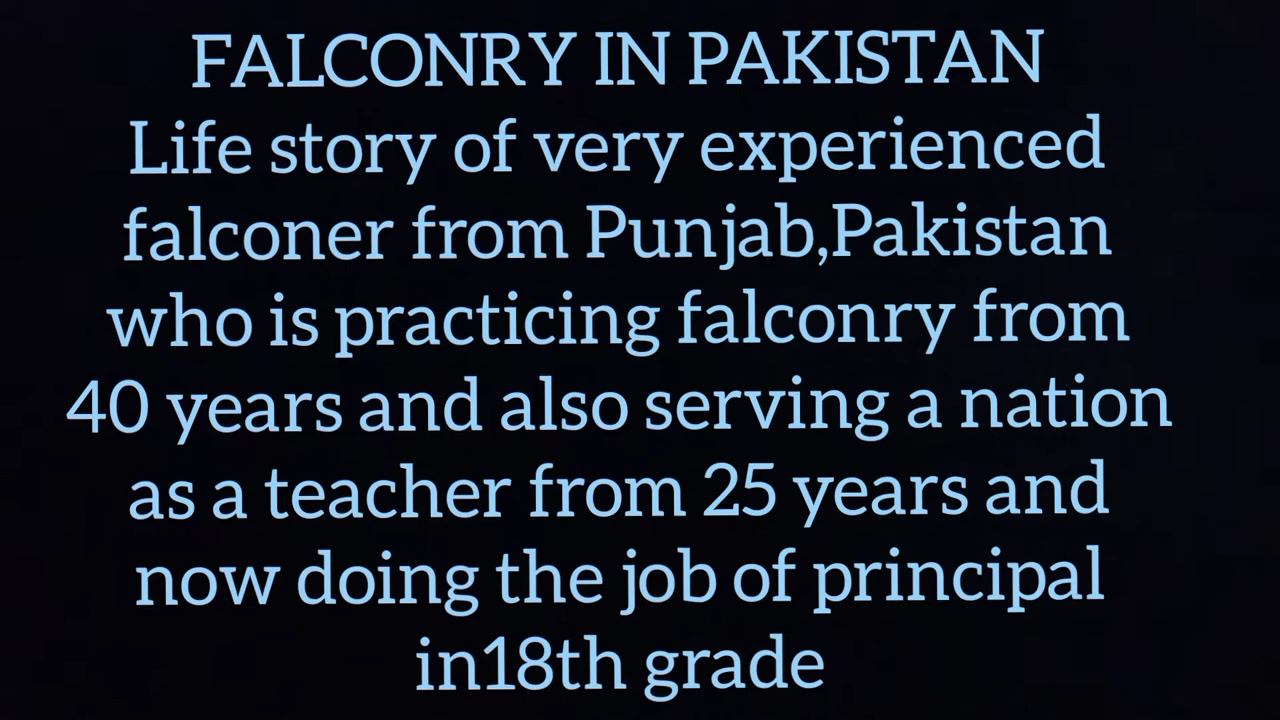 FALCONRY IN PAKISTAN
Life story of very experienced
falconer from Punjab,Pakistan
who is practicing falconry from
40 years and also serving a nation
as a teacher from 25 years and
now doing the job of principal
in18th grade